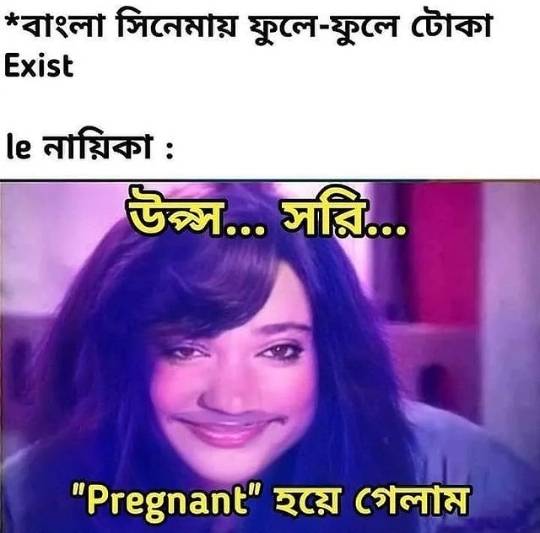 *বাংলা সিনেমায় ফুলে-ফুলে টোকা
Exist
le নায়িকা :
উপ্স... সরি...
"Pregnant" হয়ে গেলাম